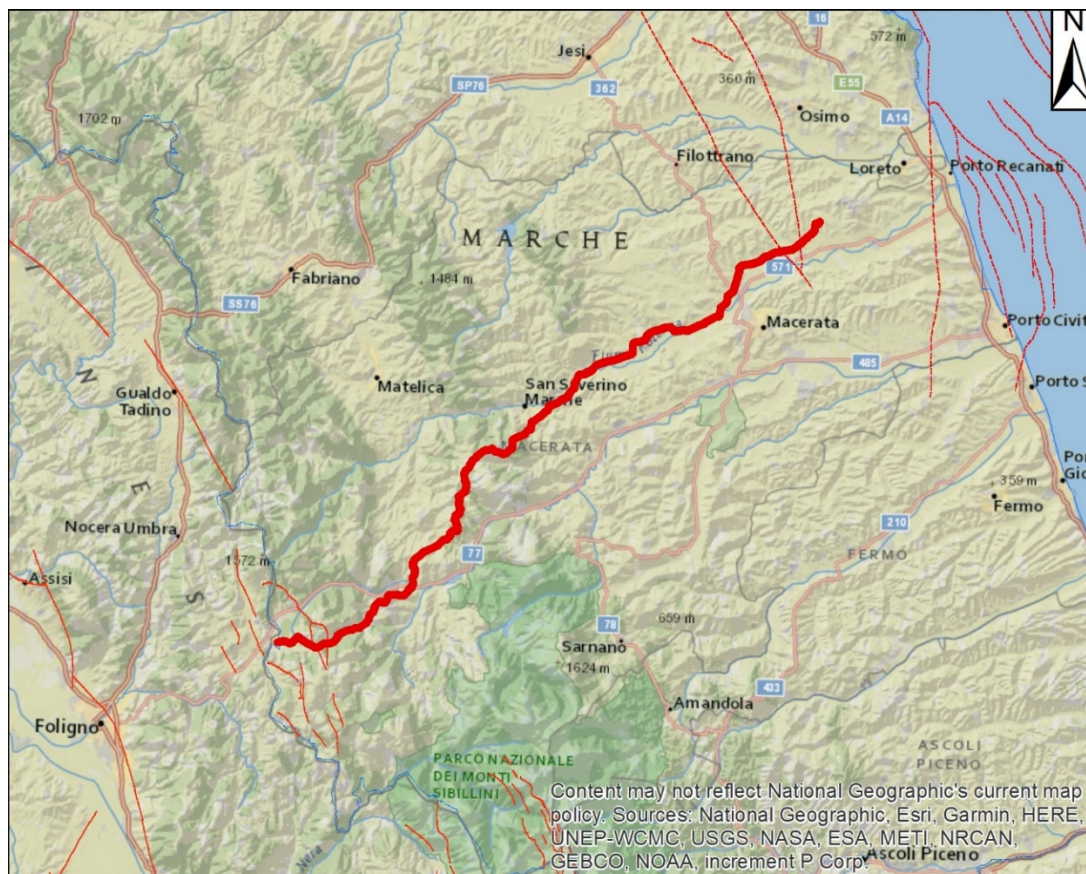 N
16
572 m
Jesi
SP76
362
360 m
E55
Osimo
A14
1702 m
Filottrano
Loreto
Porto Recanati
MARCHE
571
Fabriano
1484 m
SS76
Macerata
Porto Civit
485
Matelica
San Severino
Marche
Porto S
Gualdo
Tadino
MACERATA
Por
Gio
359 m
Fermo
210
Nocera Umbra
77
FERMO
1572 m
Assisi
78
659 m
Sarnano
1624 m
Amandola
433
Foligno
ASCOLI
PICENO
PARCO NAZIONALE
DEI MONTI
SIBILLINI
Nera
Content may not reflect National Geographic's current map
policy. Sources: National Geographic, Esri, Garmin, HERE,
UNEP-WCMC, USGS, NASA, ESA, METI, NRCAN,
GEBCO, NOAA, increment P Corp.
Ascoli Piceno
I N E S